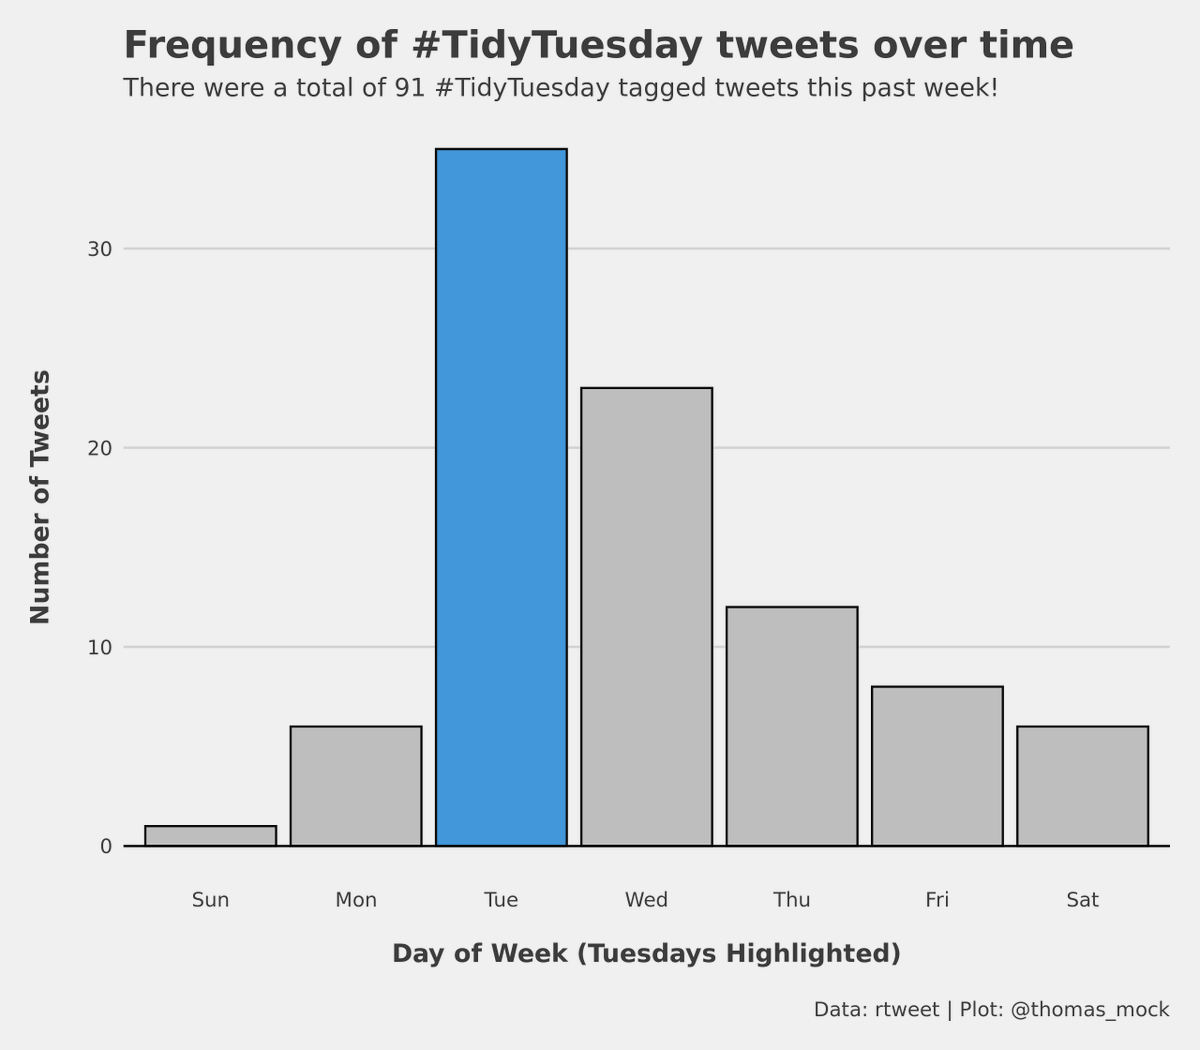 Frequency of #TidyTuesday tweets over time
There were a total of 91 #TidyTuesday tagged tweets this past week!
Number of Tweets
30
20
10
0
Sun Mon Tue Wed Thu Fri Sat
Day of Week (Tuesdays Highlighted)
Data: rtweet | Plot: @thomas_mock